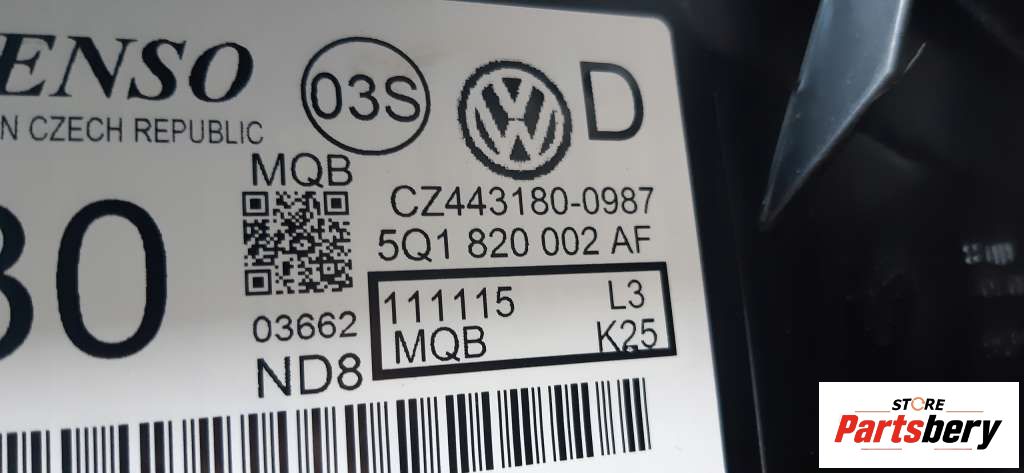 ENSO
03S
D
N CZECH REPUBLIC
MQB
CZ443180-0987
5Q1 820 002 AF
30
03662
ND8
111115 L3
MQB K25
STORE
Partsbery